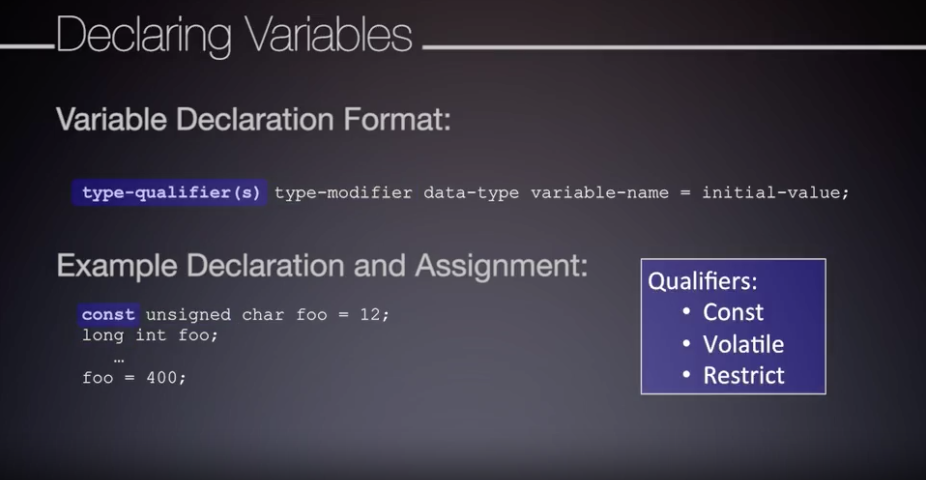 Declaring Variables
Variable Declaration Format:
type-qualifier(s) type-modifier data-type variable-name = initial-value;
Example Declaration and Assignment:
const unsigned char foo = 12;
long int foo;
…
foo = 400;
Qualifiers:
• Const
• Volatile
• Restrict